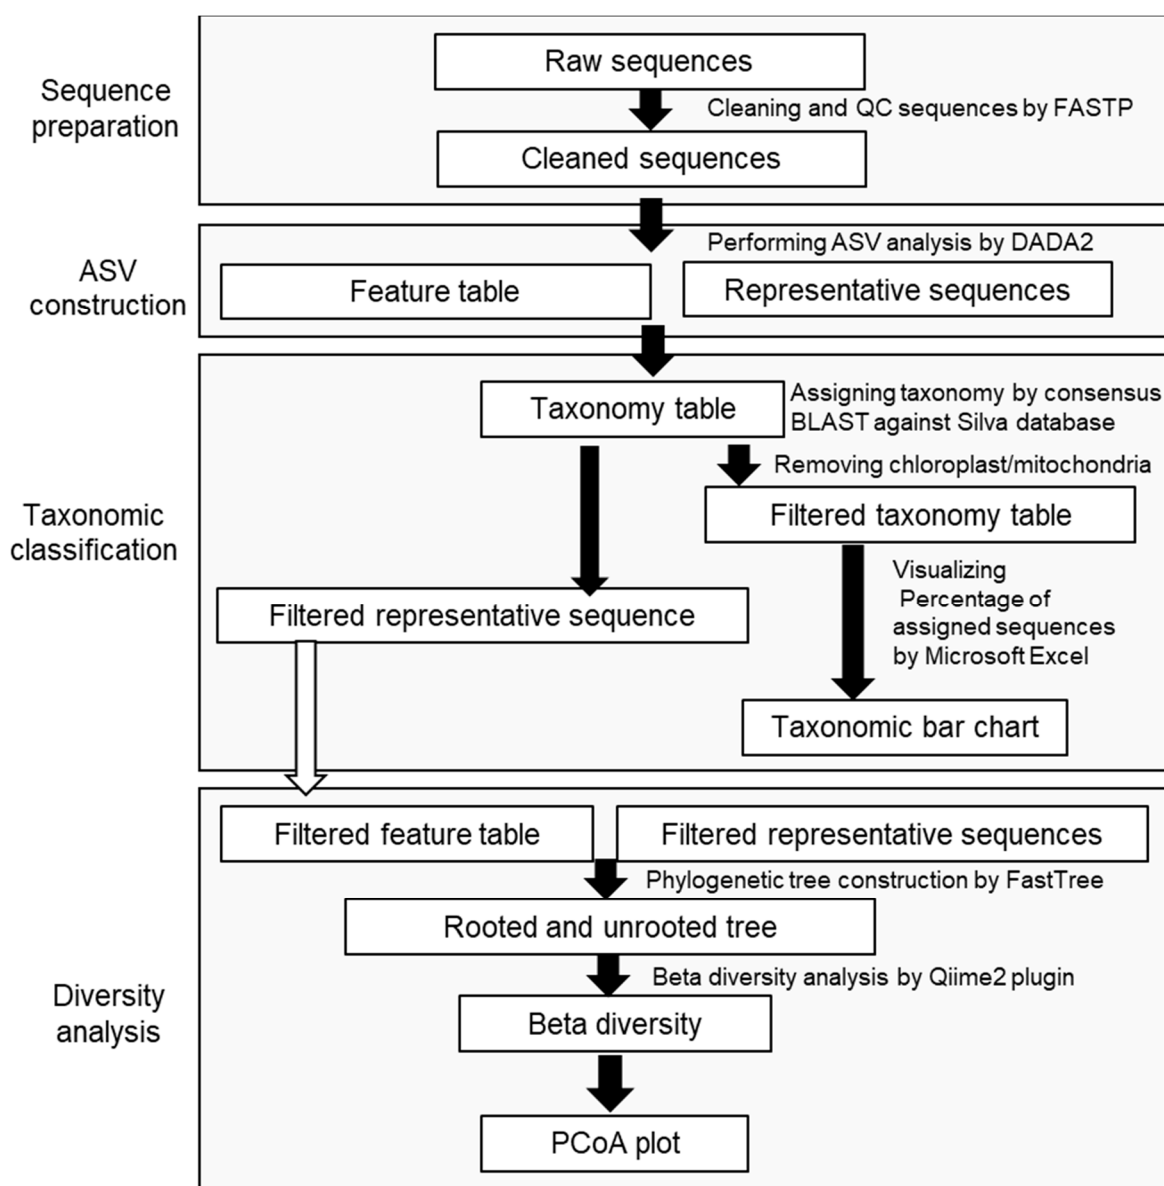 Sequence
preparation
Raw sequences
Cleaning and QC sequences by FASTP
Cleaned sequences
ASV
construction
Performing ASV analysis by DADA2
Feature table
Representative sequences
Taxonomic
classification
Taxonomy table
Assigning taxonomy by consensus
BLAST against Silva database
Removing chloroplast/mitochondria
Filtered taxonomy table
Visualizing
Percentage of
assigned sequences
by Microsoft Excel
Filtered representative sequence
Taxonomic bar chart
Diversity
analysis
Filtered feature table
Filtered representative sequences
Phylogenetic tree construction by FastTree
Rooted and unrooted tree
Beta diversity analysis by Qiime2 plugin
Beta diversity
PCoA plot